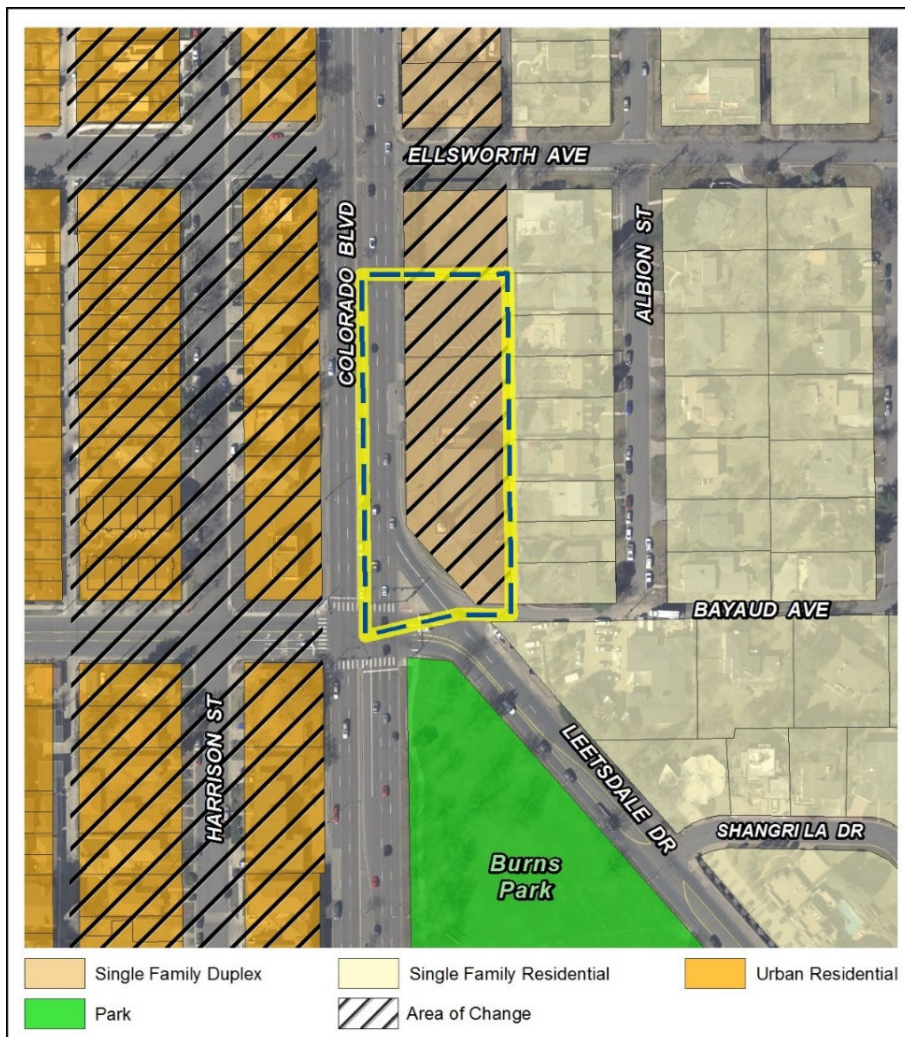 ELLSWORTH AVE
COLORADO BLVD
ALBION ST
BAYAUD AVE
HARRISON ST
LEETSDALE DR
SHANGRI LA DR
Burns
Park
Single Family Duplex
Single Family Residential
Urban Residential
Park
Area of Change